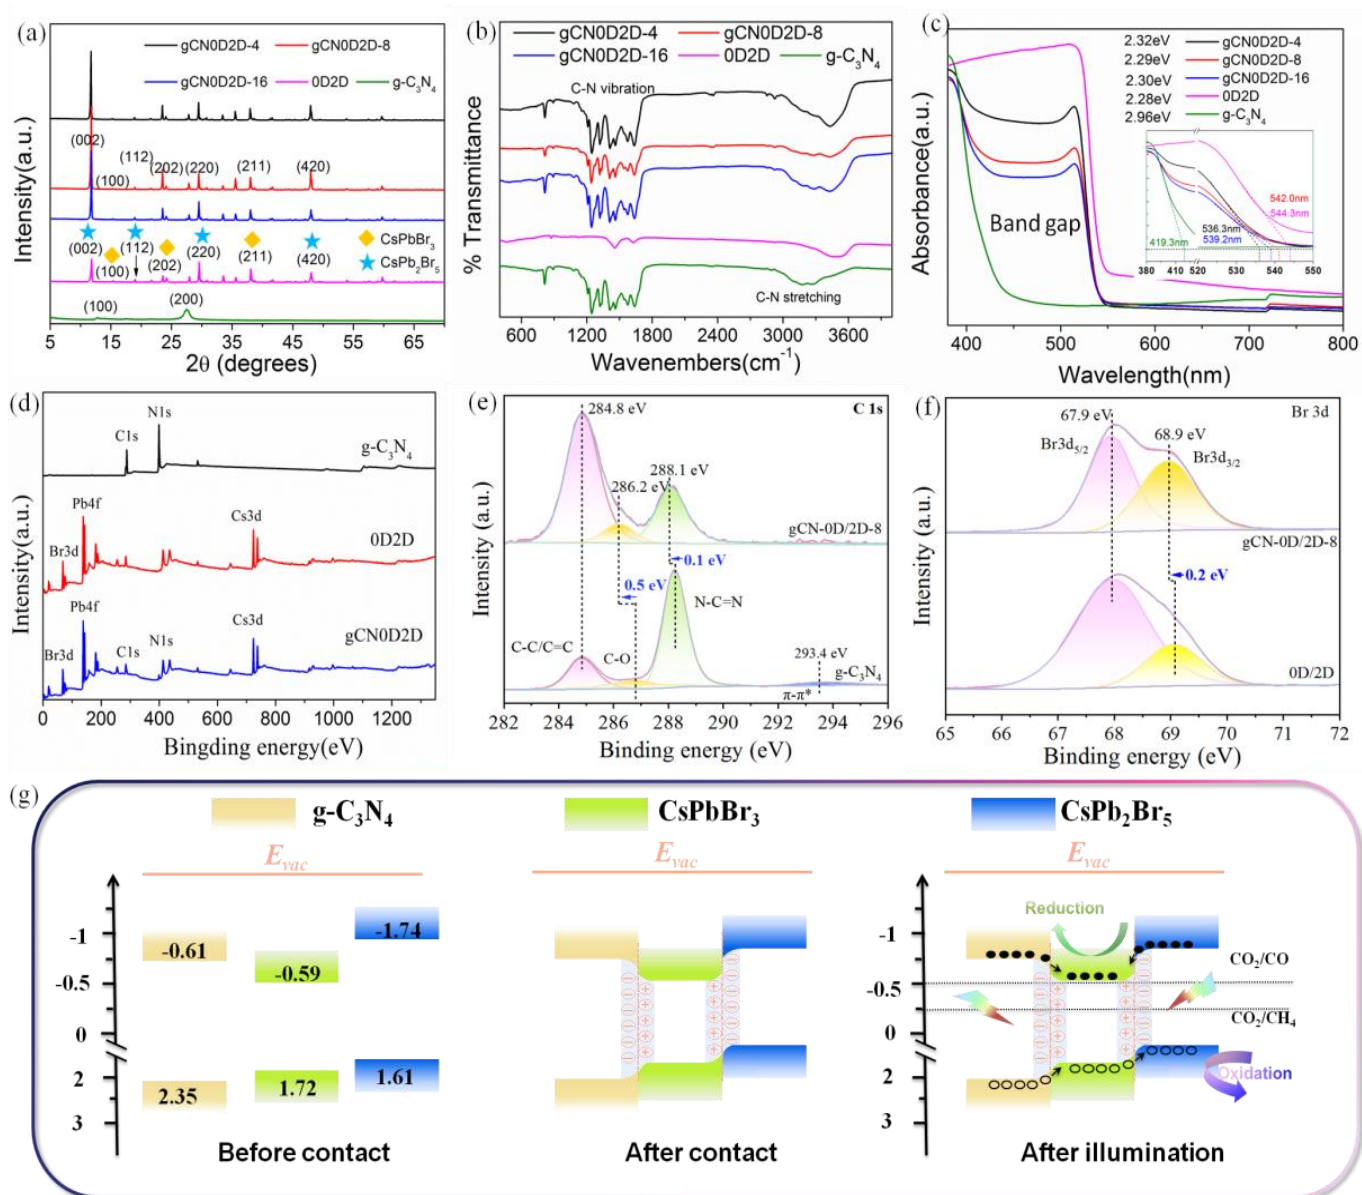 (a)
gCN0D2D-4 gCN0D2D-8
gCN0D2D-16 0D2D g-C₃N₄
(002)
(100)
(112)
(202)
(220)
(211)
(420)
CsPbBr₃
CsPb₂Br₅
(002)
(100)
(112)
(202)
(220)
(211)
(420)
(100)
(200)
Intensity(a.u.)
5 15 25 35 45 55 65
2θ (degrees)
(b)
gCN0D2D-4 gCN0D2D-8
gCN0D2D-16 0D2D g-C₃N₄
C-N vibration
C-N stretching
% Transmittance
600 1200 1800 2400 3000 3600
Wavenembers(cm⁻¹)
(c)
2.32eV gCN0D2D-4
2.29eV gCN0D2D-8
2.30eV gCN0D2D-16
2.28eV 0D2D
2.96eV g-C₃N₄
Band gap
542.0nm
544.3nm
536.3nm
539.2nm
419.3nm
380 410 520 530 540 550
Absorbance(a.u.)
400 500 600 700 800
Wavelength(nm)
(d)
N1s
C1s
g-C₃N₄
Pb4f
Br3d
Cs3d
0D2D
Pb4f
Br3d
C1s
N1s
Cs3d
gCN0D2D
Intensity(a.u.)
0 200 400 600 800 1000 1200
Bingding energy(eV)
(e)
C 1s
284.8 eV
286.2 eV
288.1 eV
gCN-0D/2D-8
0.1 eV
0.5 eV
N-C=N
C-C/C=C
C-O
293.4 eV
g-C₃N₄
π-π*
Intensity (a.u.)
282 284 286 288 290 292 294 296
Binding energy (eV)
(f)
Br 3d
67.9 eV
Br3d₅/₂
68.9 eV
Br3d₃/₂
gCN-0D/2D-8
0.2 eV
0D/2D
Intensity (a.u.)
65 66 67 68 69 70 71 72
Binding energy (eV)
(g)
g-C₃N₄ CsPbBr₃ CsPb₂Br₅
Evac Evac Evac
-1
-0.5
0
2
3
-0.61
-0.59
-1.74
2.35
1.72
1.61
Before contact
After contact
-1
-0.5
0
2
3
Reduction
CO₂/CO
CO₂/CH₄
Oxidation
After illumination